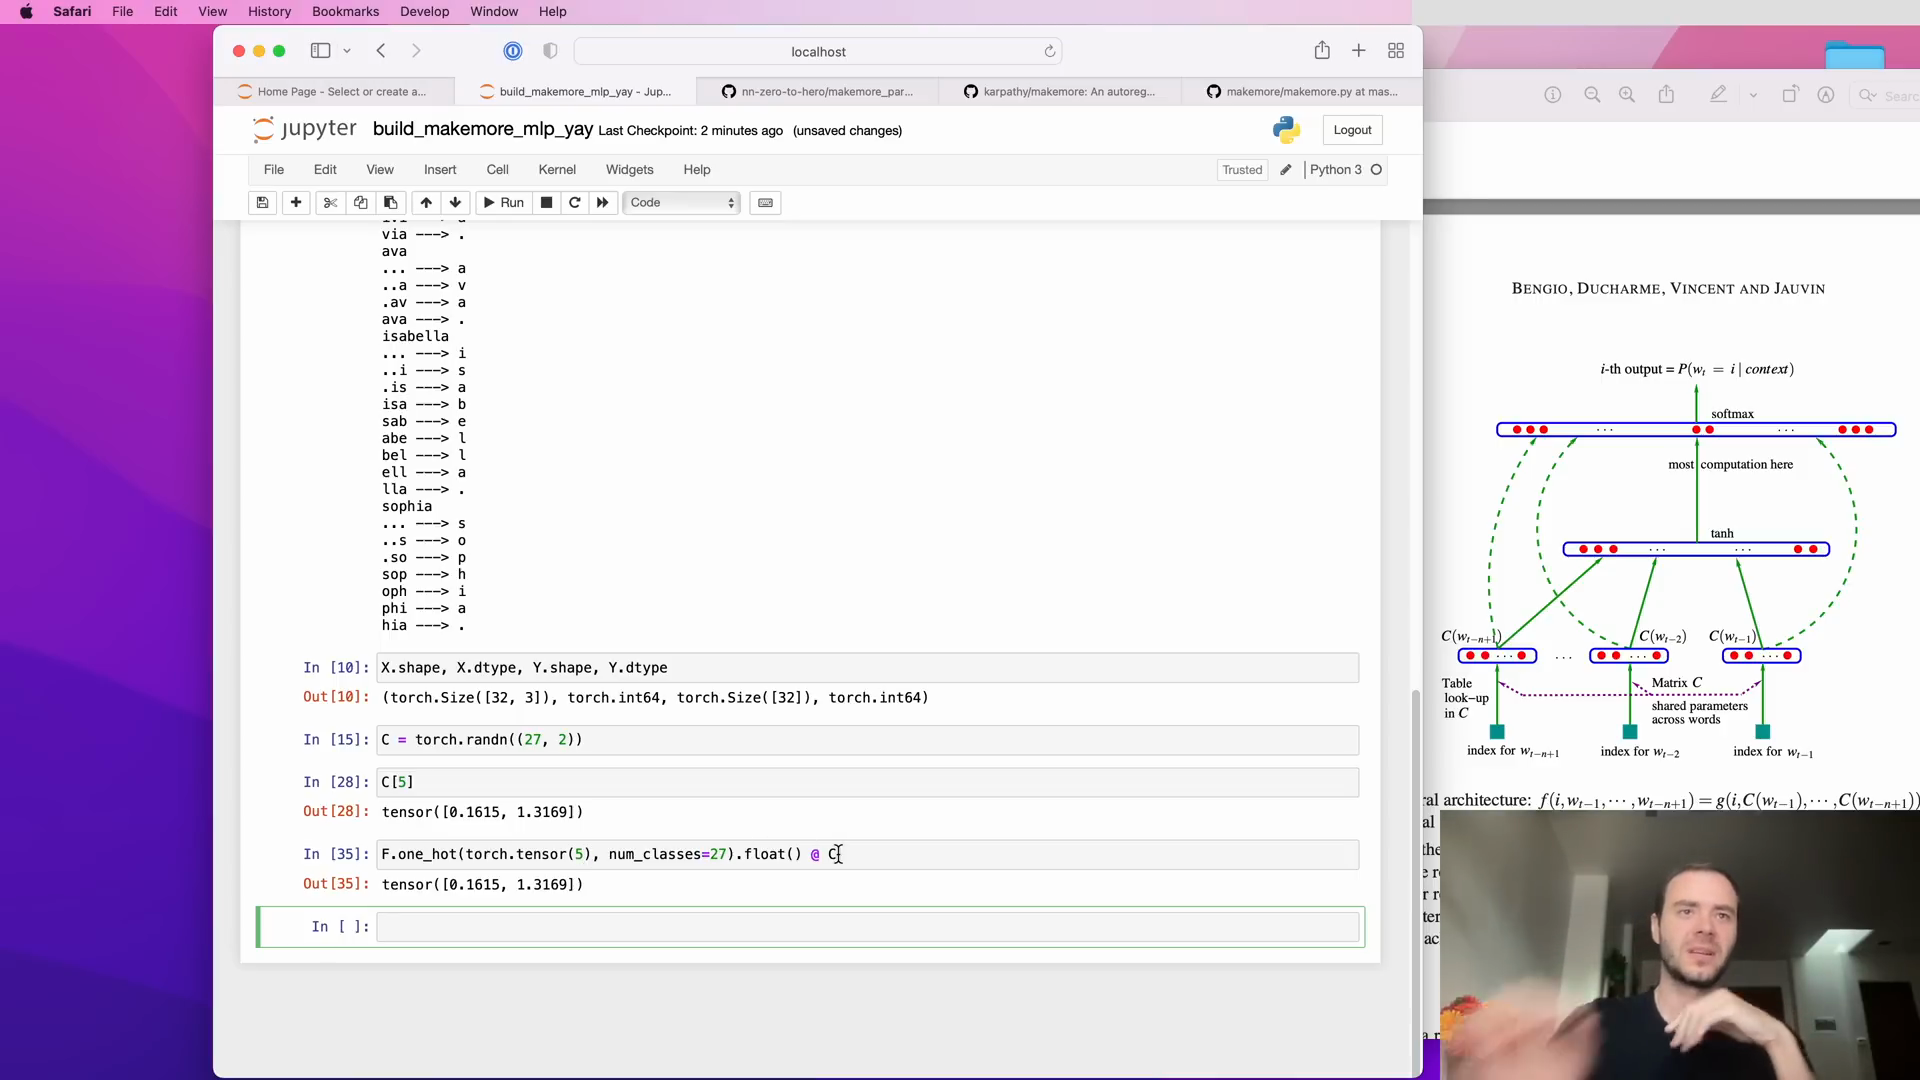 Safari File Edit View History Bookmarks Develop Window Help
localhost
Home Page - Select or create a...
build_makemore_mlp_yay - Jup...
nn-zero-to-hero/makemore_par...
karpathy/makemore: An autoreg...
makemore/makemore.py at mas...
jupyter build_makemore_mlp_yay Last Checkpoint: 2 minutes ago (unsaved changes)
Logout
File Edit View Insert Cell Kernel Widgets Help
Trusted
Python 3
Run
Code
via ---> .
ava
... ---> a
..a ---> v
.av ---> a
ava ---> .
isabella
... ---> i
..i ---> s
.is ---> a
isa ---> b
sab ---> e
abe ---> l
bel ---> l
ell ---> a
lla ---> .
sophia
... ---> s
..s ---> o
.so ---> p
sop ---> h
oph ---> i
phi ---> a
hia ---> .
In [10]: X.shape, X.dtype, Y.shape, Y.dtype
Out[10]: (torch.Size([32, 3]), torch.int64, torch.Size([32]), torch.int64)
In [15]: C = torch.randn((27, 2))
In [28]: C[5]
Out[28]: tensor([0.1615, 1.3169])
In [35]: F.one_hot(torch.tensor(5), num_classes=27).float() @ C
Out[35]: tensor([0.1615, 1.3169])
In [ ]:
Search
BENGIO, DUCHARME, VINCENT AND JAUVIN
i-th output = P(w_t = i | context)
softmax
. . .
. . .
most computation here
tanh
. . .
. . .
C(w_{t−n+1})
C(w_{t−2})
C(w_{t−1})
. . .
Table
look−up
in C
Matrix C
shared parameters
across words
index for w_{t−n+1}
index for w_{t−2}
index for w_{t−1}
ral architecture: f(i,w_{t−1},··· ,w_{t−n+1}) = g(i,C(w_{t−1}),··· ,C(w_{t−n+1}))